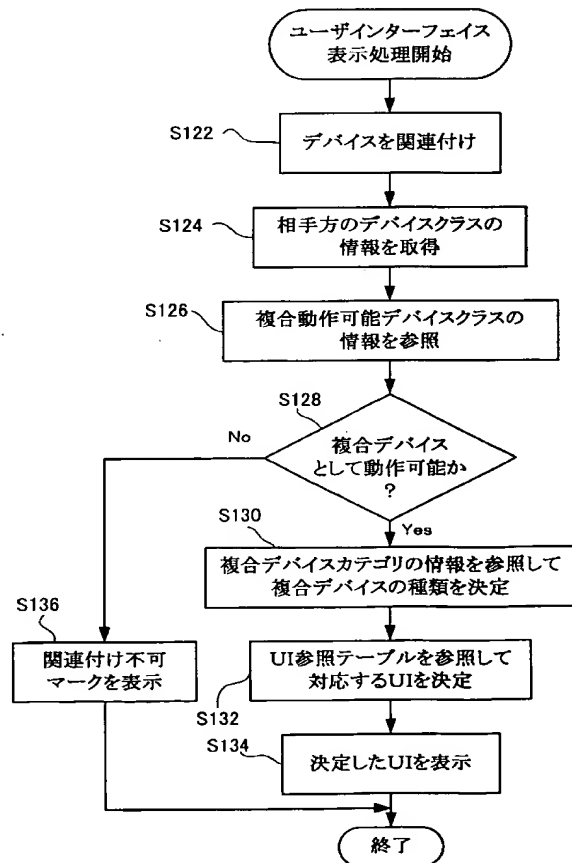 ユーザインターフェイス
表示処理開始
S122
デバイスを関連付け
S124
相手方のデバイスクラスの
情報を取得
S126
複合動作可能デバイスクラスの
情報を参照
S128
No
複合デバイス
として動作可能か
?
Yes
S130
複合デバイスカテゴリの情報を参照して
複合デバイスの種類を決定
S136
関連付け不可
マークを表示
UI参照テーブルを参照して
対応するUIを決定
S132
S134
決定したUIを表示
終了